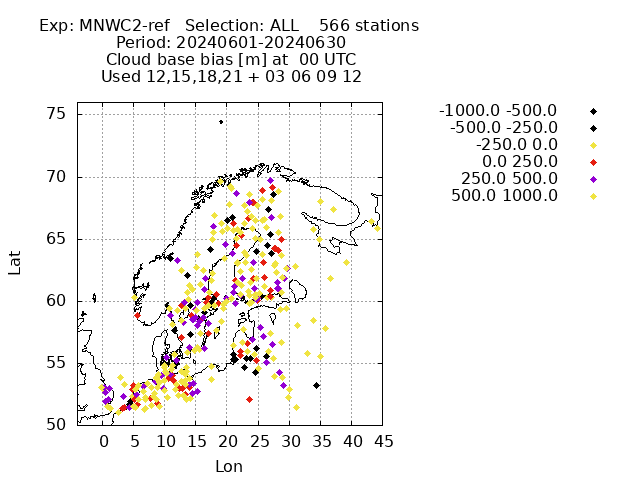 Exp: MNWC2-ref   Selection: ALL    566 stations
Period: 20240601-20240630
Cloud base bias [m] at  00 UTC
Used 12,15,18,21 + 03 06 09 12
-1000.0 -500.0
-500.0 -250.0
-250.0 0.0
0.0 250.0
250.0 500.0
500.0 1000.0
75
70
65
60
55
50
Lat
0 5 10 15 20 25 30 35 40 45
Lon